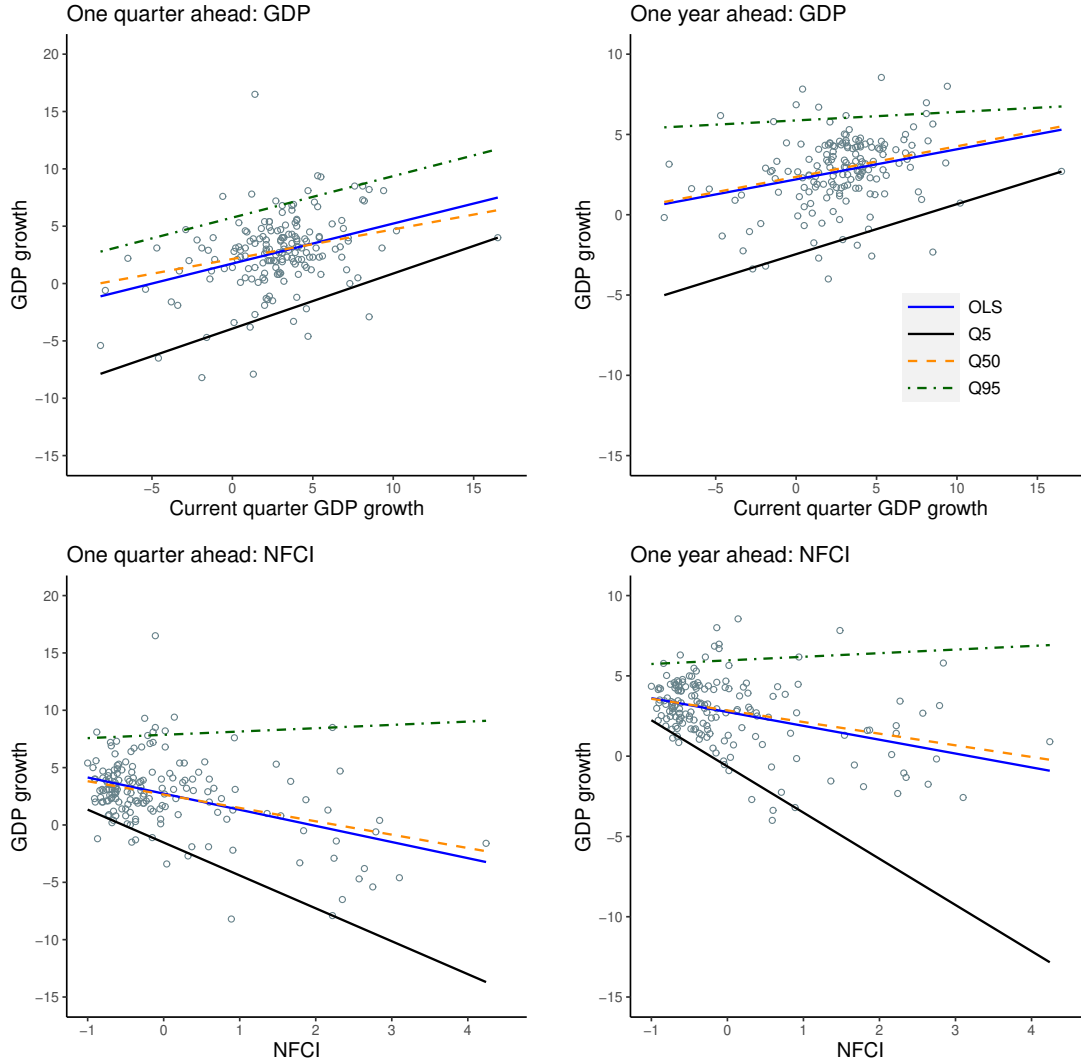 One quarter ahead: GDP
20
15
10
5
0
−5
−10
−15
GDP growth
−5 0 5 10 15
Current quarter GDP growth
One year ahead: GDP
10
5
0
−5
−10
−15
GDP growth
OLS
Q5
Q50
Q95
−5 0 5 10 15
Current quarter GDP growth
One quarter ahead: NFCI
20
15
10
5
0
−5
−10
−15
GDP growth
−1 0 1 2 3 4
NFCI
One year ahead: NFCI
10
5
0
−5
−10
−15
GDP growth
−1 0 1 2 3 4
NFCI